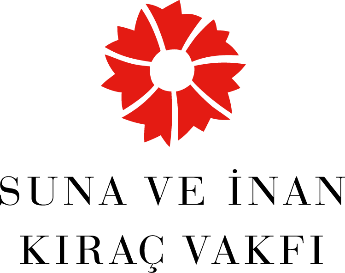 SUNA VE İNAN
KIRAÇ VAKFI